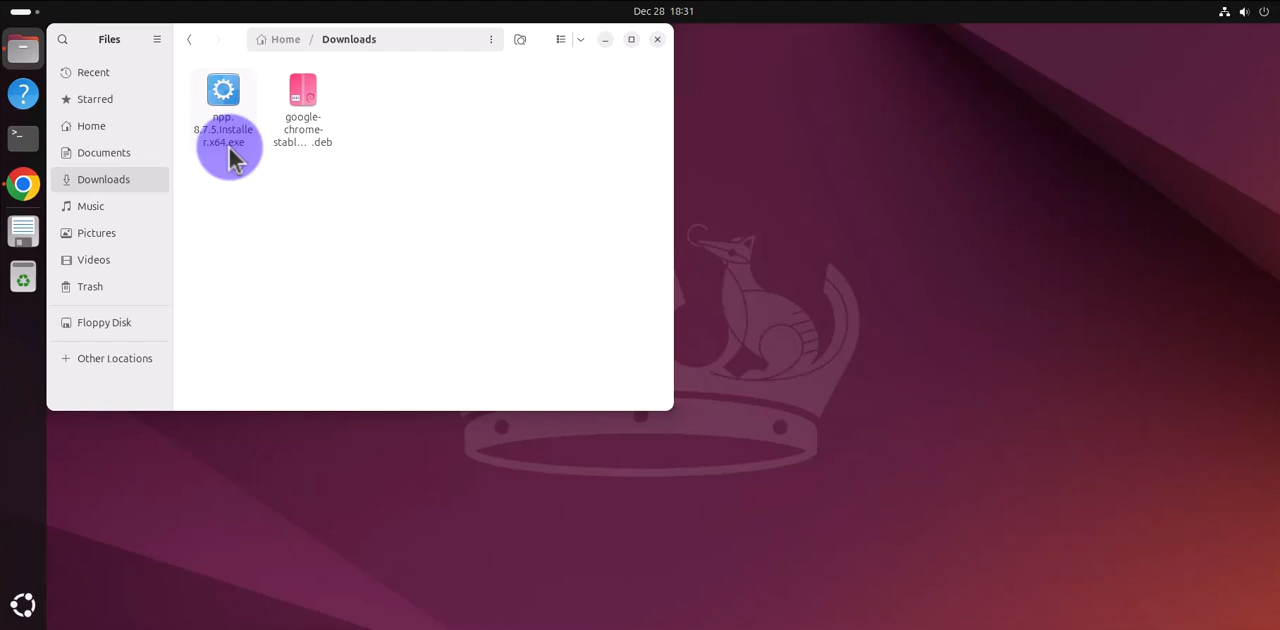 Dec 28 18:31
Files
Home / Downloads
Recent
Starred
Home
Documents
Downloads
Music
Pictures
Videos
Trash
Floppy Disk
Other Locations
npp.
8.7.5.Installe
r.x64.exe
google-
chrome-
stabl... .deb